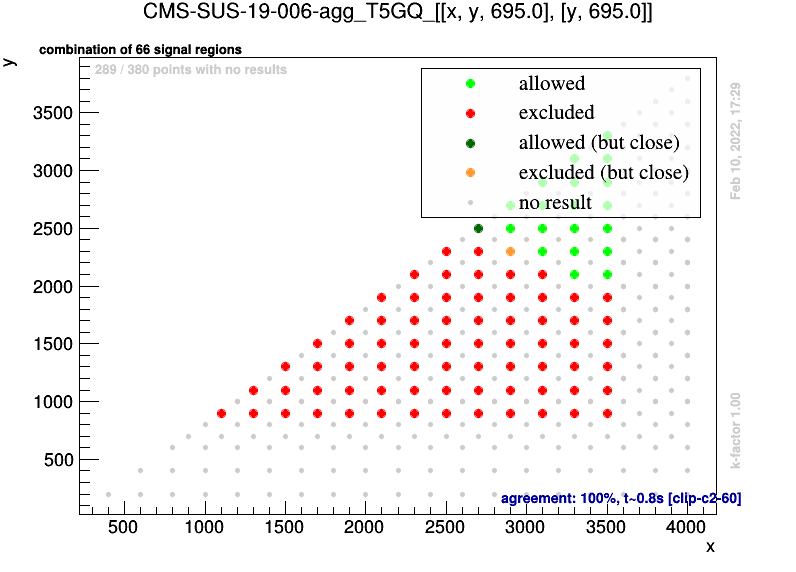 CMS-SUS-19-006-agg_T5GQ_[[x, y, 695.0], [y, 695.0]]
combination of 66 signal regions
y
289 / 380 points with no results
allowed
excluded
allowed (but close)
excluded (but close)
no result
3500
3000
2500
2000
1500
1000
500
Feb 10, 2022, 17:29
k-factor 1.00
agreement: 100%, t~0.8s [clip-c2-60]
500 1000 1500 2000 2500 3000 3500 4000
x